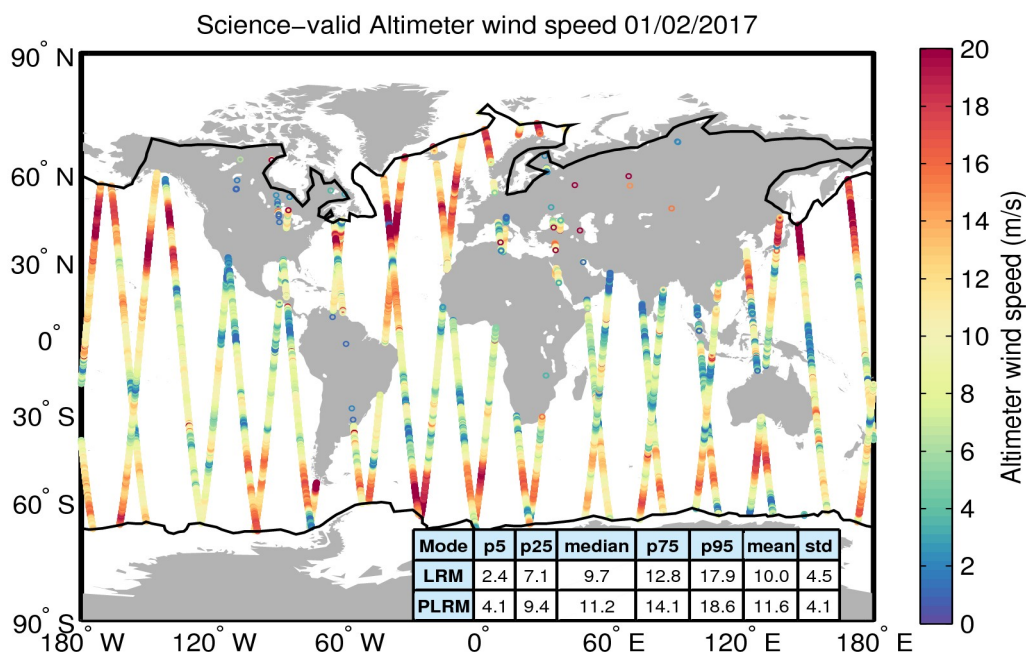 Science−valid Altimeter wind speed 01/02/2017
90° N
60° N
30° N
0°
30° S
60° S
90° S
180° W
120° W
60° W
0°
60° E
120° E
180° E
Mode p5 p25 median p75 p95 mean std
LRM 2.4 7.1 9.7 12.8 17.9 10.0 4.5
PLRM 4.1 9.4 11.2 14.1 18.6 11.6 4.1
20
18
16
14
12
10
8
6
4
2
0
Altimeter wind speed (m/s)